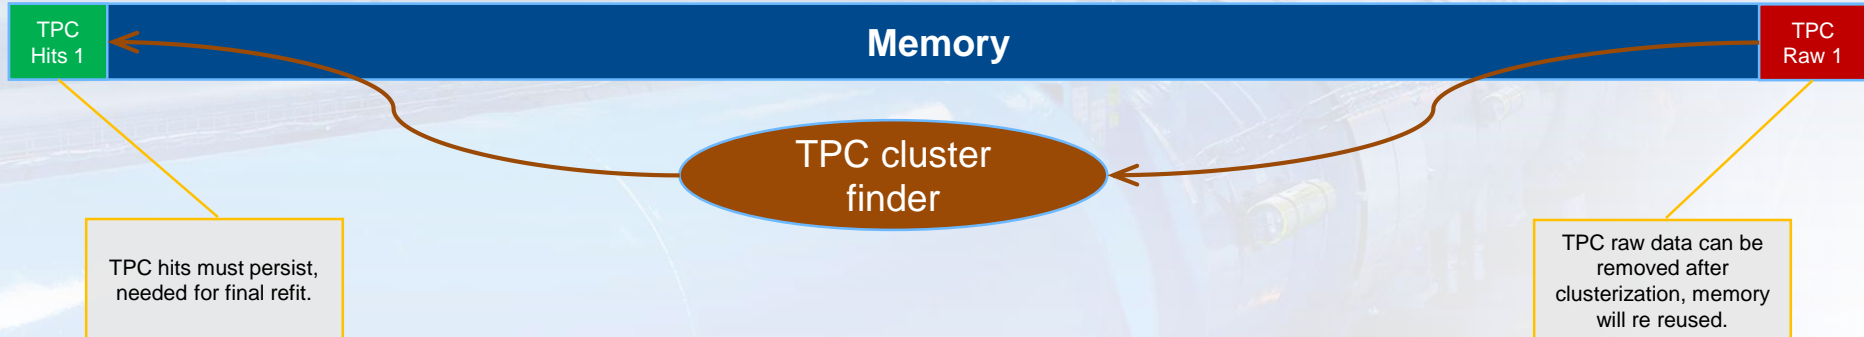 TPC
Hits 1
Memory
TPC
Raw 1
TPC cluster
finder
TPC hits must persist,
needed for final refit.
TPC raw data can be
removed after
clusterization, memory
will re reused.